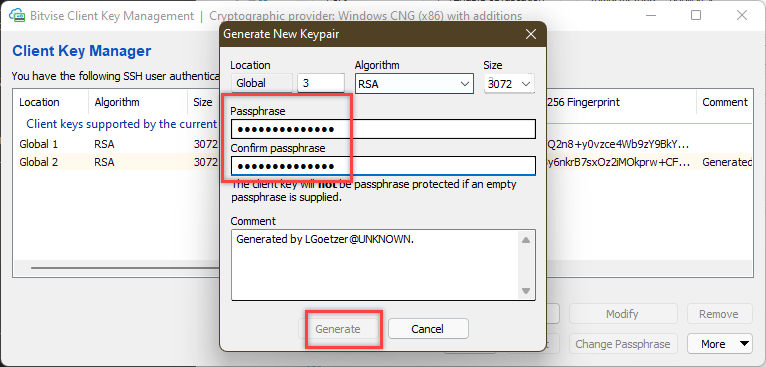 Bitvise Client Key Management | Cryptographic provider: Windows CNG (x86) with additions
Client Key Manager
You have the following SSH user authentica
Location Algorithm Size 256 Fingerprint Comment
Client keys supported by the current
Global 1 RSA 3072 Q2n8+y0vzce4Wb9zY9BkY...
Global 2 RSA 3072 y6nkrB7sxOz2iMOkprw+CF... Generated
Modify Remove
Change Passphrase More
Generate New Keypair
Location Algorithm Size
Global 3 RSA 3072
Passphrase
●●●●●●●●●●●●●●
Confirm passphrase
●●●●●●●●●●●●●●
The client key will not be passphrase protected if an empty
passphrase is supplied.
Comment
Generated by LGoetzer@UNKNOWN.
Generate Cancel